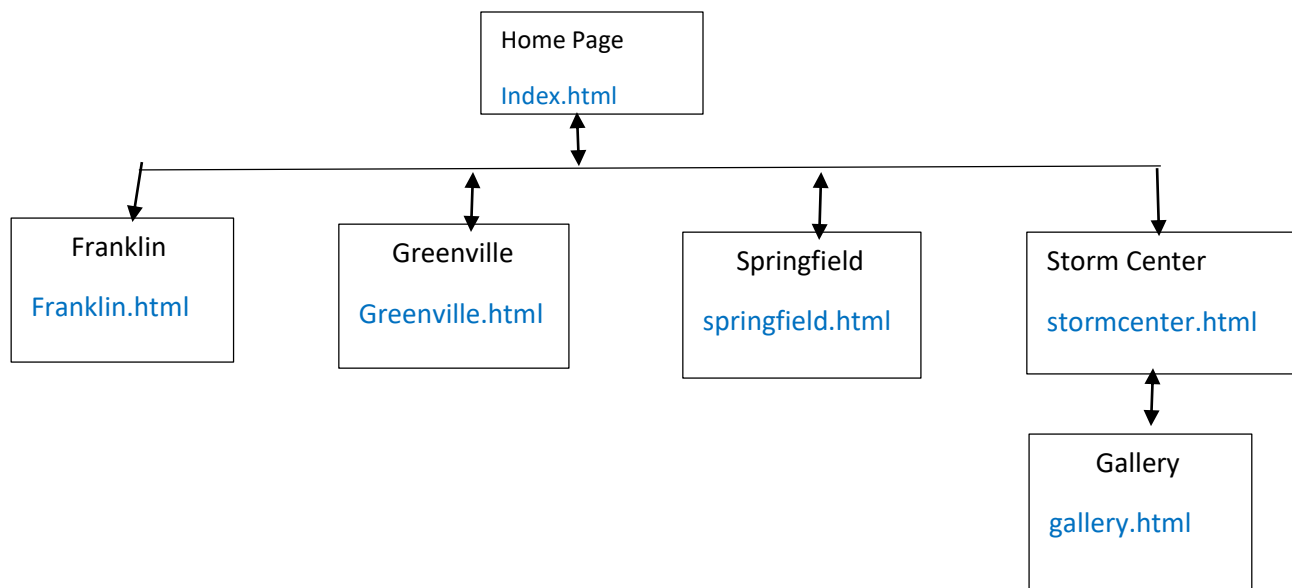 Home Page
Index.html
Franklin
Franklin.html
Greenville
Greenville.html
Springfield
springfield.html
Storm Center
stormcenter.html
Gallery
gallery.html